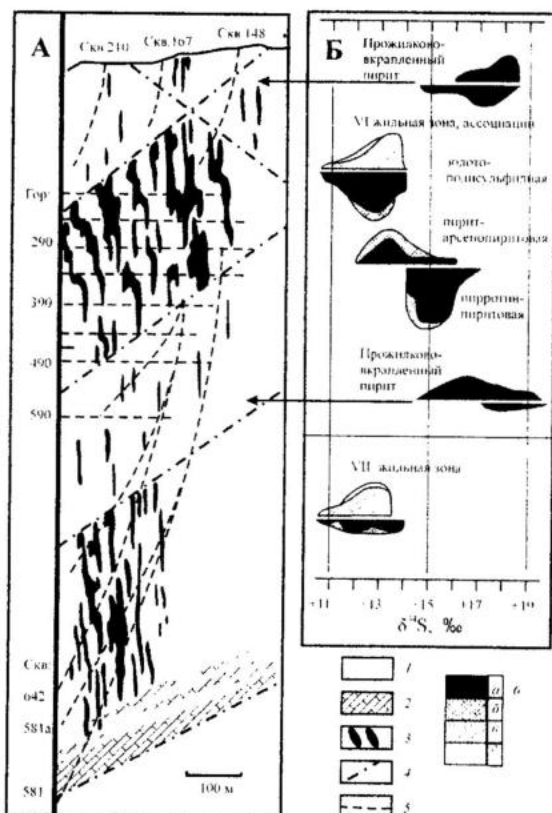 А
Скв 210
Скв. 167
Скв 148
Гор.
290
390
490
590
Скв.
642
581а
581
100 м
Б
Прожилково-
вкрапленный
пирит
VI жильная зона, ассоциации
золото-
полисульфидная
пирит-
арсенопиритовая
пирротин-
пиритовая
Прожилково-
вкрапленный
пирит
VII жильная зона
+11 +13 +15 +17 +19
δ³⁴S, ‰
1
2
3
4
5
а 6
б
в